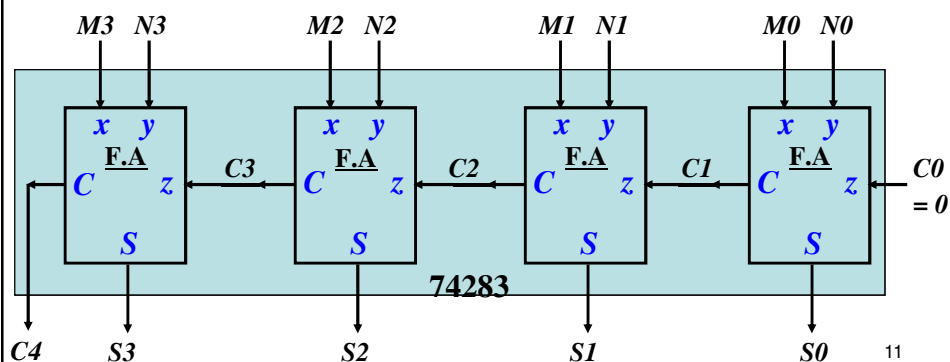 M3 N3 M2 N2 M1 N1 M0 N0
x y x y x y x y
F.A F.A F.A F.A
C z C3 C z C2 C z C1 C z C0
= 0
S S S S
74283
C4 S3 S2 S1 S0 11